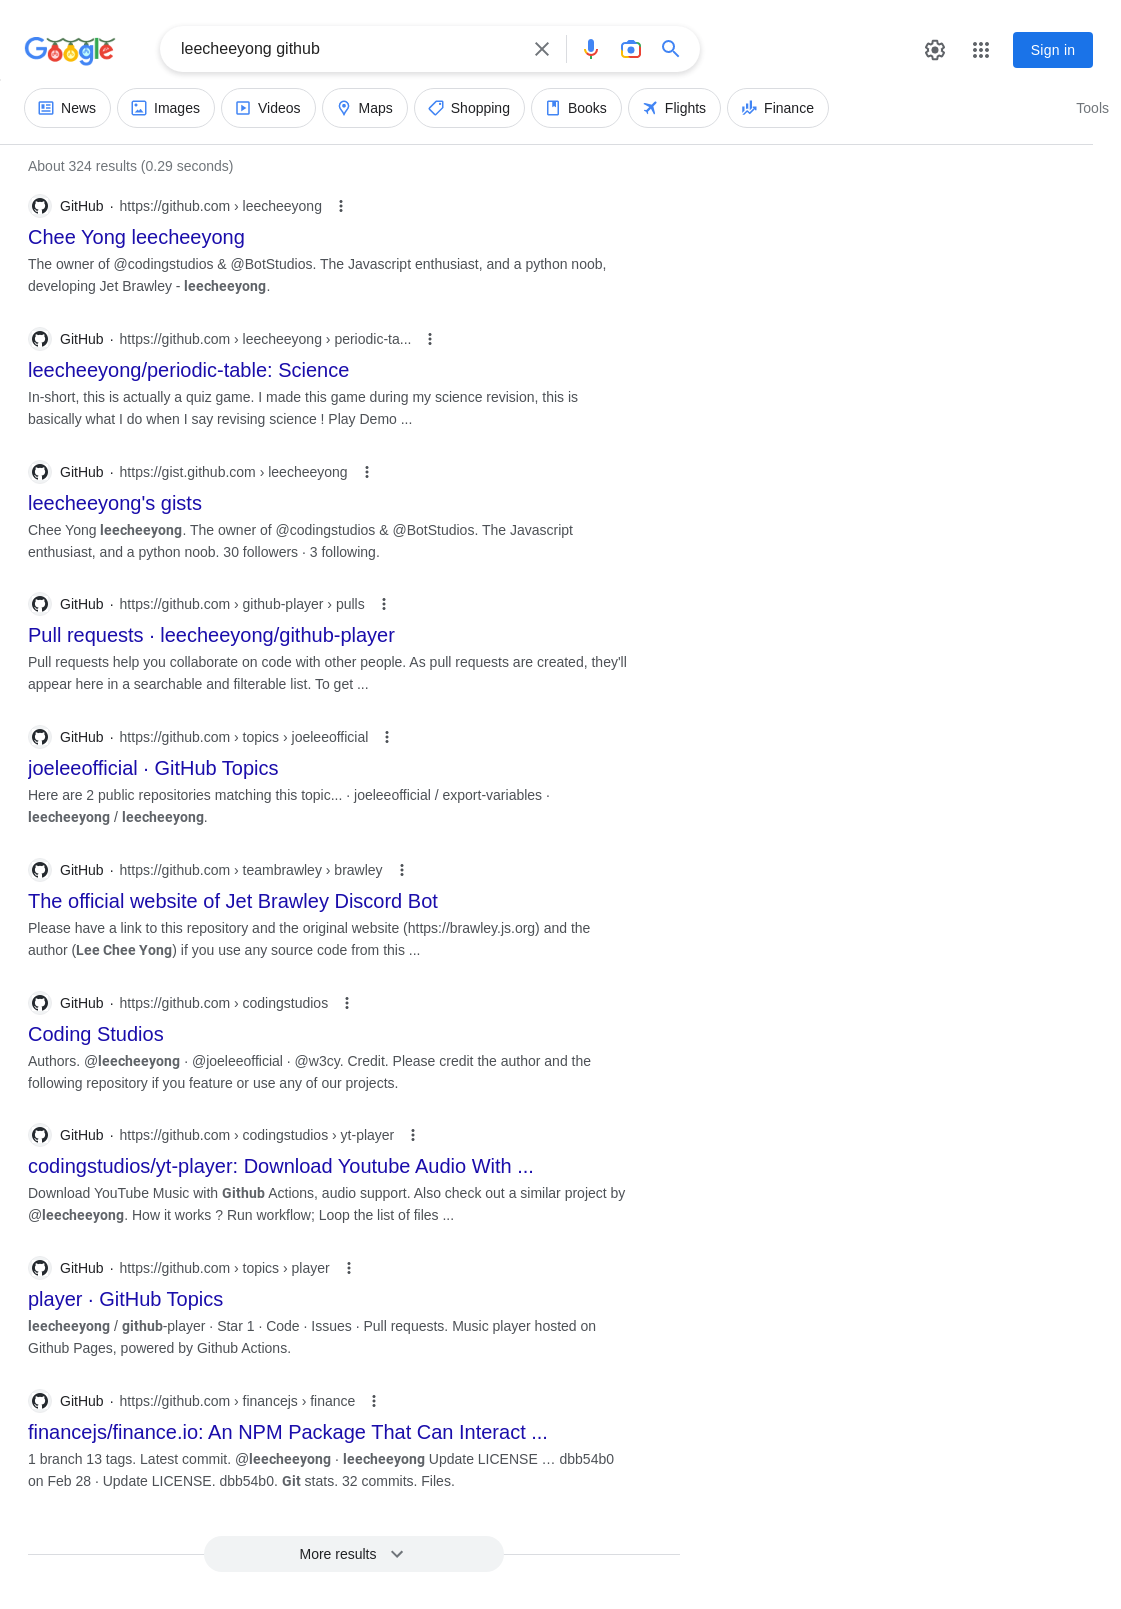 Google
leecheeyong github
Sign in
News Images Videos Maps Shopping Books Flights Finance Tools
About 324 results (0.29 seconds)
GitHub · https://github.com › leecheeyong
Chee Yong leecheeyong
The owner of @codingstudios & @BotStudios. The Javascript enthusiast, and a python noob,
developing Jet Brawley - leecheeyong.
GitHub · https://github.com › leecheeyong › periodic-ta...
leecheeyong/periodic-table: Science
In-short, this is actually a quiz game. I made this game during my science revision, this is
basically what I do when I say revising science ! Play Demo ...
GitHub · https://gist.github.com › leecheeyong
leecheeyong's gists
Chee Yong leecheeyong. The owner of @codingstudios & @BotStudios. The Javascript
enthusiast, and a python noob. 30 followers · 3 following.
GitHub · https://github.com › github-player › pulls
Pull requests · leecheeyong/github-player
Pull requests help you collaborate on code with other people. As pull requests are created, they'll
appear here in a searchable and filterable list. To get ...
GitHub · https://github.com › topics › joeleeofficial
joeleeofficial · GitHub Topics
Here are 2 public repositories matching this topic... · joeleeofficial / export-variables ·
leecheeyong / leecheeyong.
GitHub · https://github.com › teambrawley › brawley
The official website of Jet Brawley Discord Bot
Please have a link to this repository and the original website (https://brawley.js.org) and the
author (Lee Chee Yong) if you use any source code from this ...
GitHub · https://github.com › codingstudios
Coding Studios
Authors. @leecheeyong · @joeleeofficial · @w3cy. Credit. Please credit the author and the
following repository if you feature or use any of our projects.
GitHub · https://github.com › codingstudios › yt-player
codingstudios/yt-player: Download Youtube Audio With ...
Download YouTube Music with Github Actions, audio support. Also check out a similar project by
@leecheeyong. How it works ? Run workflow; Loop the list of files ...
GitHub · https://github.com › topics › player
player · GitHub Topics
leecheeyong / github-player · Star 1 · Code · Issues · Pull requests. Music player hosted on
Github Pages, powered by Github Actions.
GitHub · https://github.com › financejs › finance
financejs/finance.io: An NPM Package That Can Interact ...
1 branch 13 tags. Latest commit. @leecheeyong · leecheeyong Update LICENSE … dbb54b0
on Feb 28 · Update LICENSE. dbb54b0. Git stats. 32 commits. Files.
More results